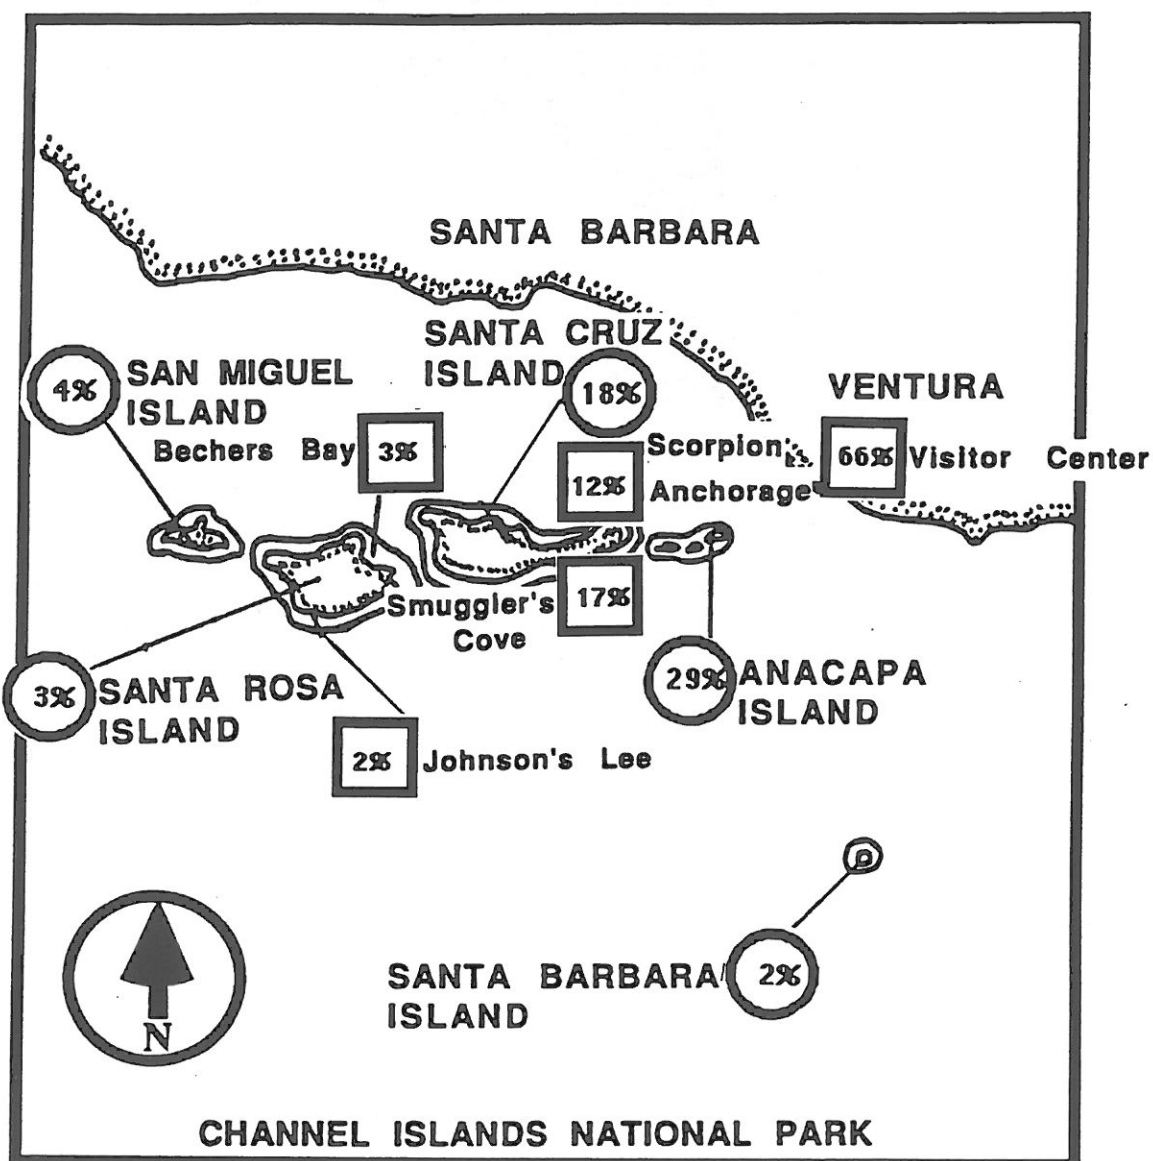 SANTA BARBARA
SANTA CRUZ
ISLAND
18%
4%
SAN MIGUEL
ISLAND
VENTURA
Bechers Bay
3%
Scorpion
Anchorage
12%
66%
Visitor Center
Smuggler's
Cove
17%
3%
SANTA ROSA
ISLAND
29%
ANACAPA
ISLAND
2%
Johnson's Lee
SANTA BARBARA
ISLAND
2%
N
CHANNEL ISLANDS NATIONAL PARK